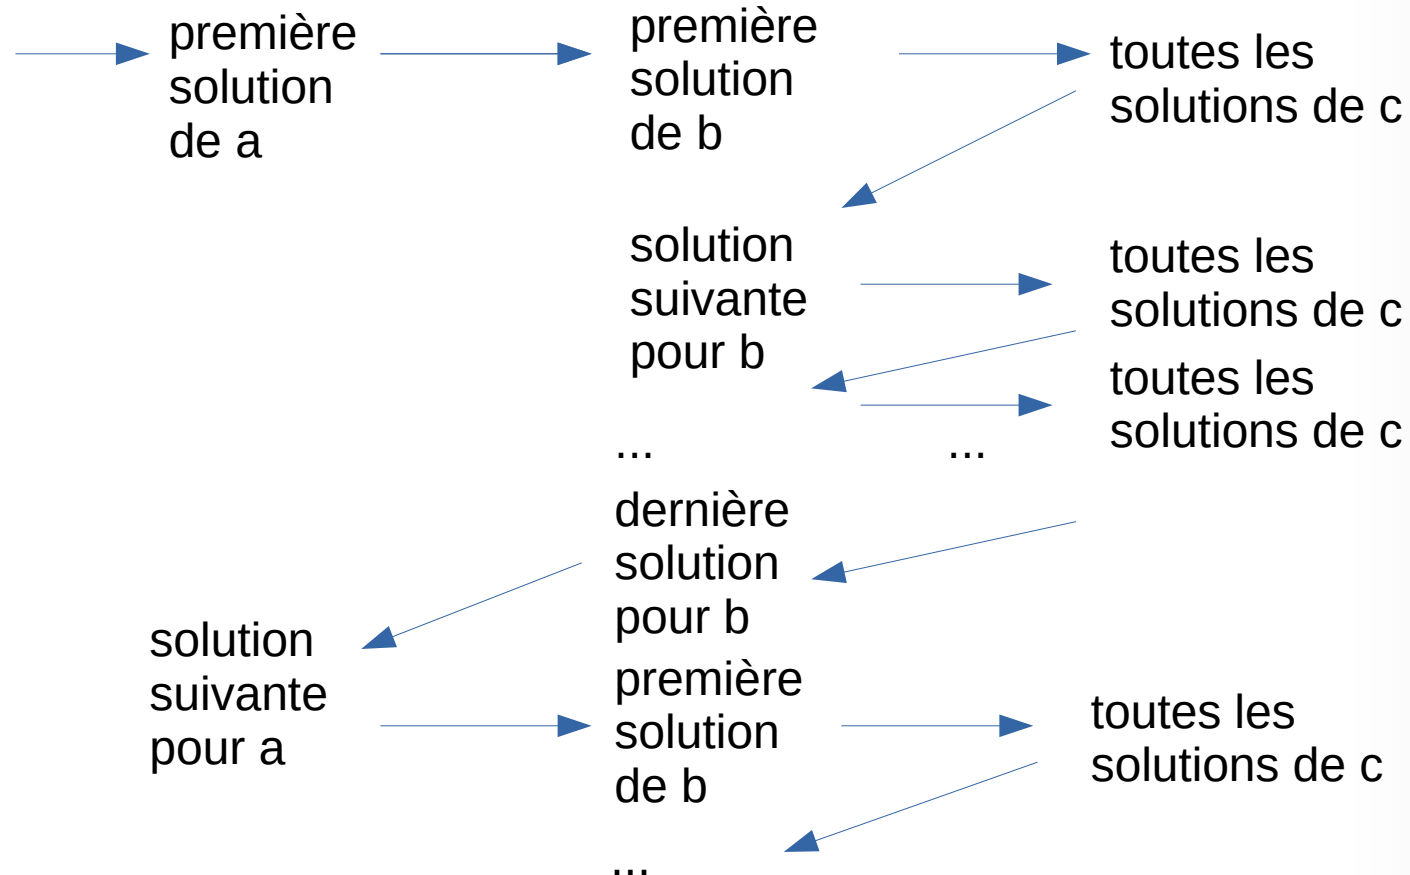 première
solution
de a
première
solution
de b
toutes les
solutions de c
solution
suivante
pour b
toutes les
solutions de c
toutes les
solutions de c
...
...
dernière
solution
pour b
solution
suivante
pour a
première
solution
de b
toutes les
solutions de c
...